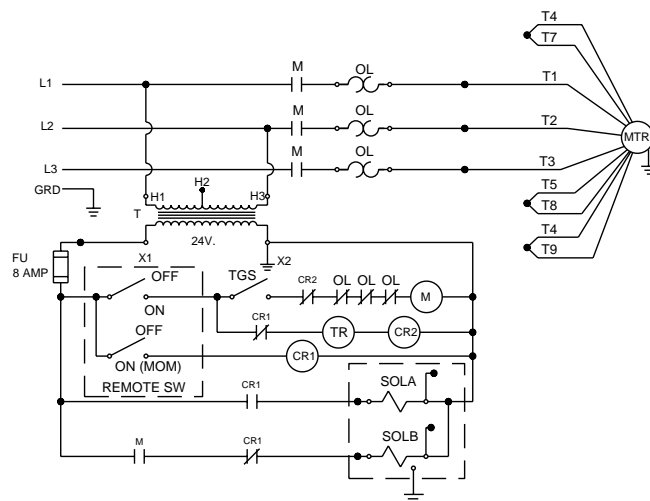 T4
T7
M OL
L1 T1
M OL
L2 T2
MTR
M OL
L3 T3
GRD H1 H2 H3
T5
T8
T
24V.
T4
T9
FU
8 AMP
X1 X2
OFF TGS CR2 OL OL OL M
ON
OFF CR1 TR CR2
ON (MOM) CR1
REMOTE SW
CR1 SOLA
M CR1 SOLB